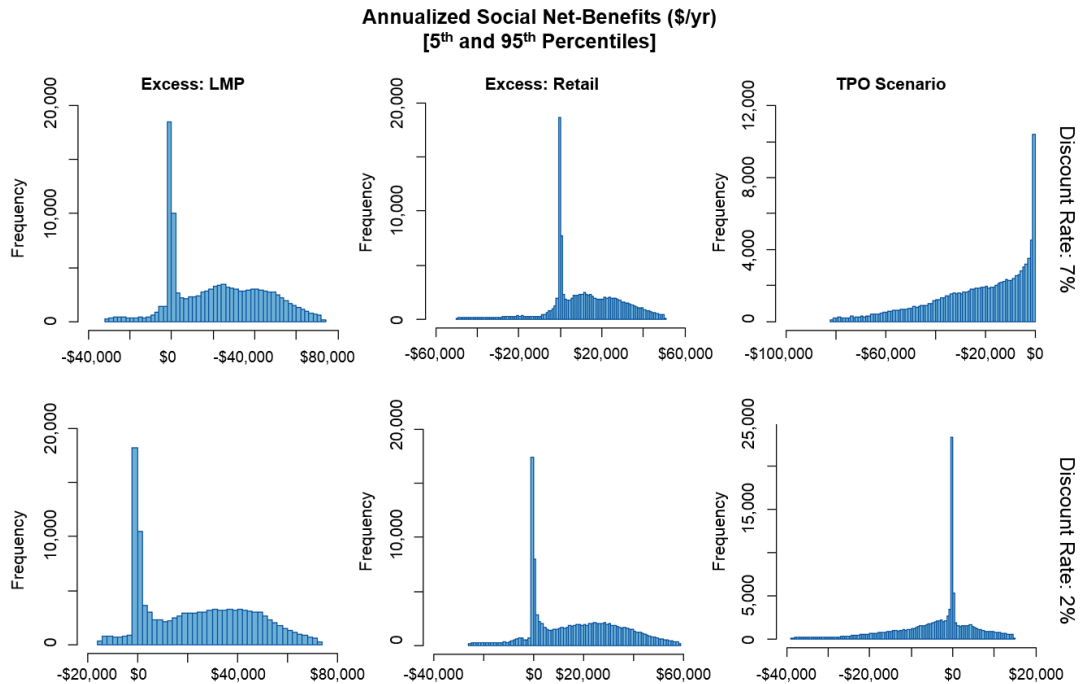 Annualized Social Net-Benefits ($/yr)
[5th and 95th Percentiles]
Excess: LMP
Excess: Retail
TPO Scenario
Frequency
0
10,000
20,000
-$40,000 $0 -$40,000 $80,000
Frequency
0
10,000
20,000
-$60,000 -$20,000 $20,000 $60,000
Frequency
0
4,000
8,000
12,000
-$100,000 -$60,000 -$20,000 $0
Discount Rate: 7%
Frequency
0
10,000
20,000
-$20,000 $0 $40,000 $80,000
Frequency
0
10,000
20,000
-$40,000 $0 $20,000 $60,000
Frequency
0
5,000
15,000
25,000
-$40,000 -$20,000 $0 $20,000
Discount Rate: 2%